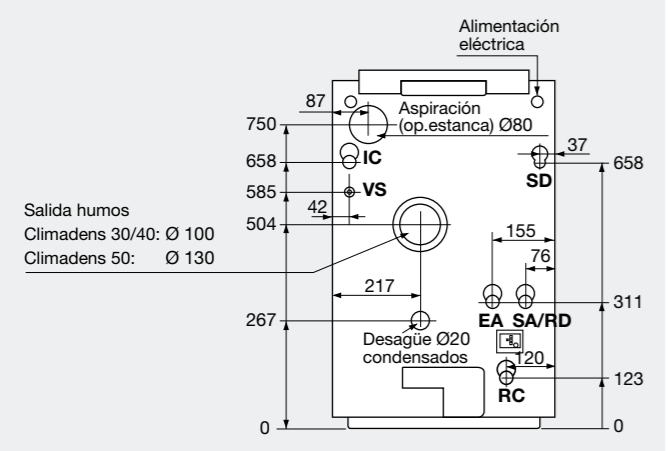 Alimentación
eléctrica
87
Aspiración
(op.estanca) Ø80
750
37
658
IC
658
SD
585
VS
42
504
Salida humos
Climadens 30/40: Ø 100
Climadens 50: Ø 130
155
76
217
311
267
EA SA/RD
Desagüe Ø20
condensados
120
123
RC
0
0